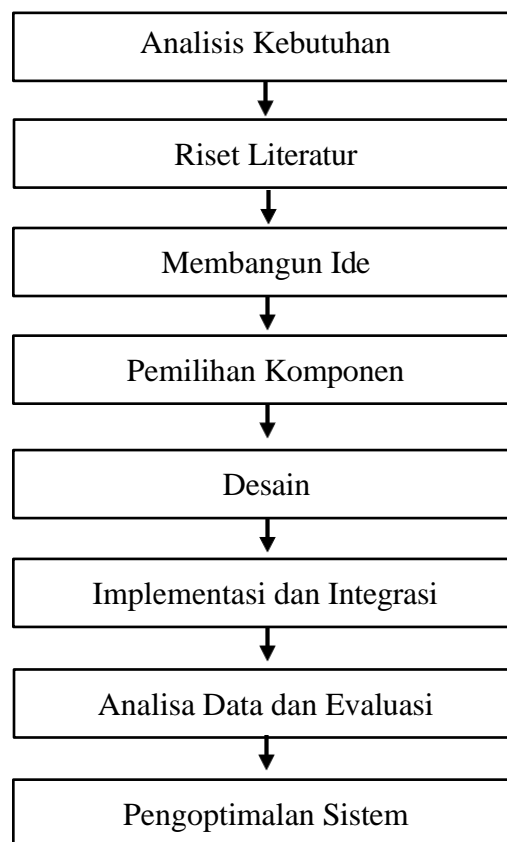 Analisis Kebutuhan
Riset Literatur
Membangun Ide
Pemilihan Komponen
Desain
Implementasi dan Integrasi
Analisa Data dan Evaluasi
Pengoptimalan Sistem